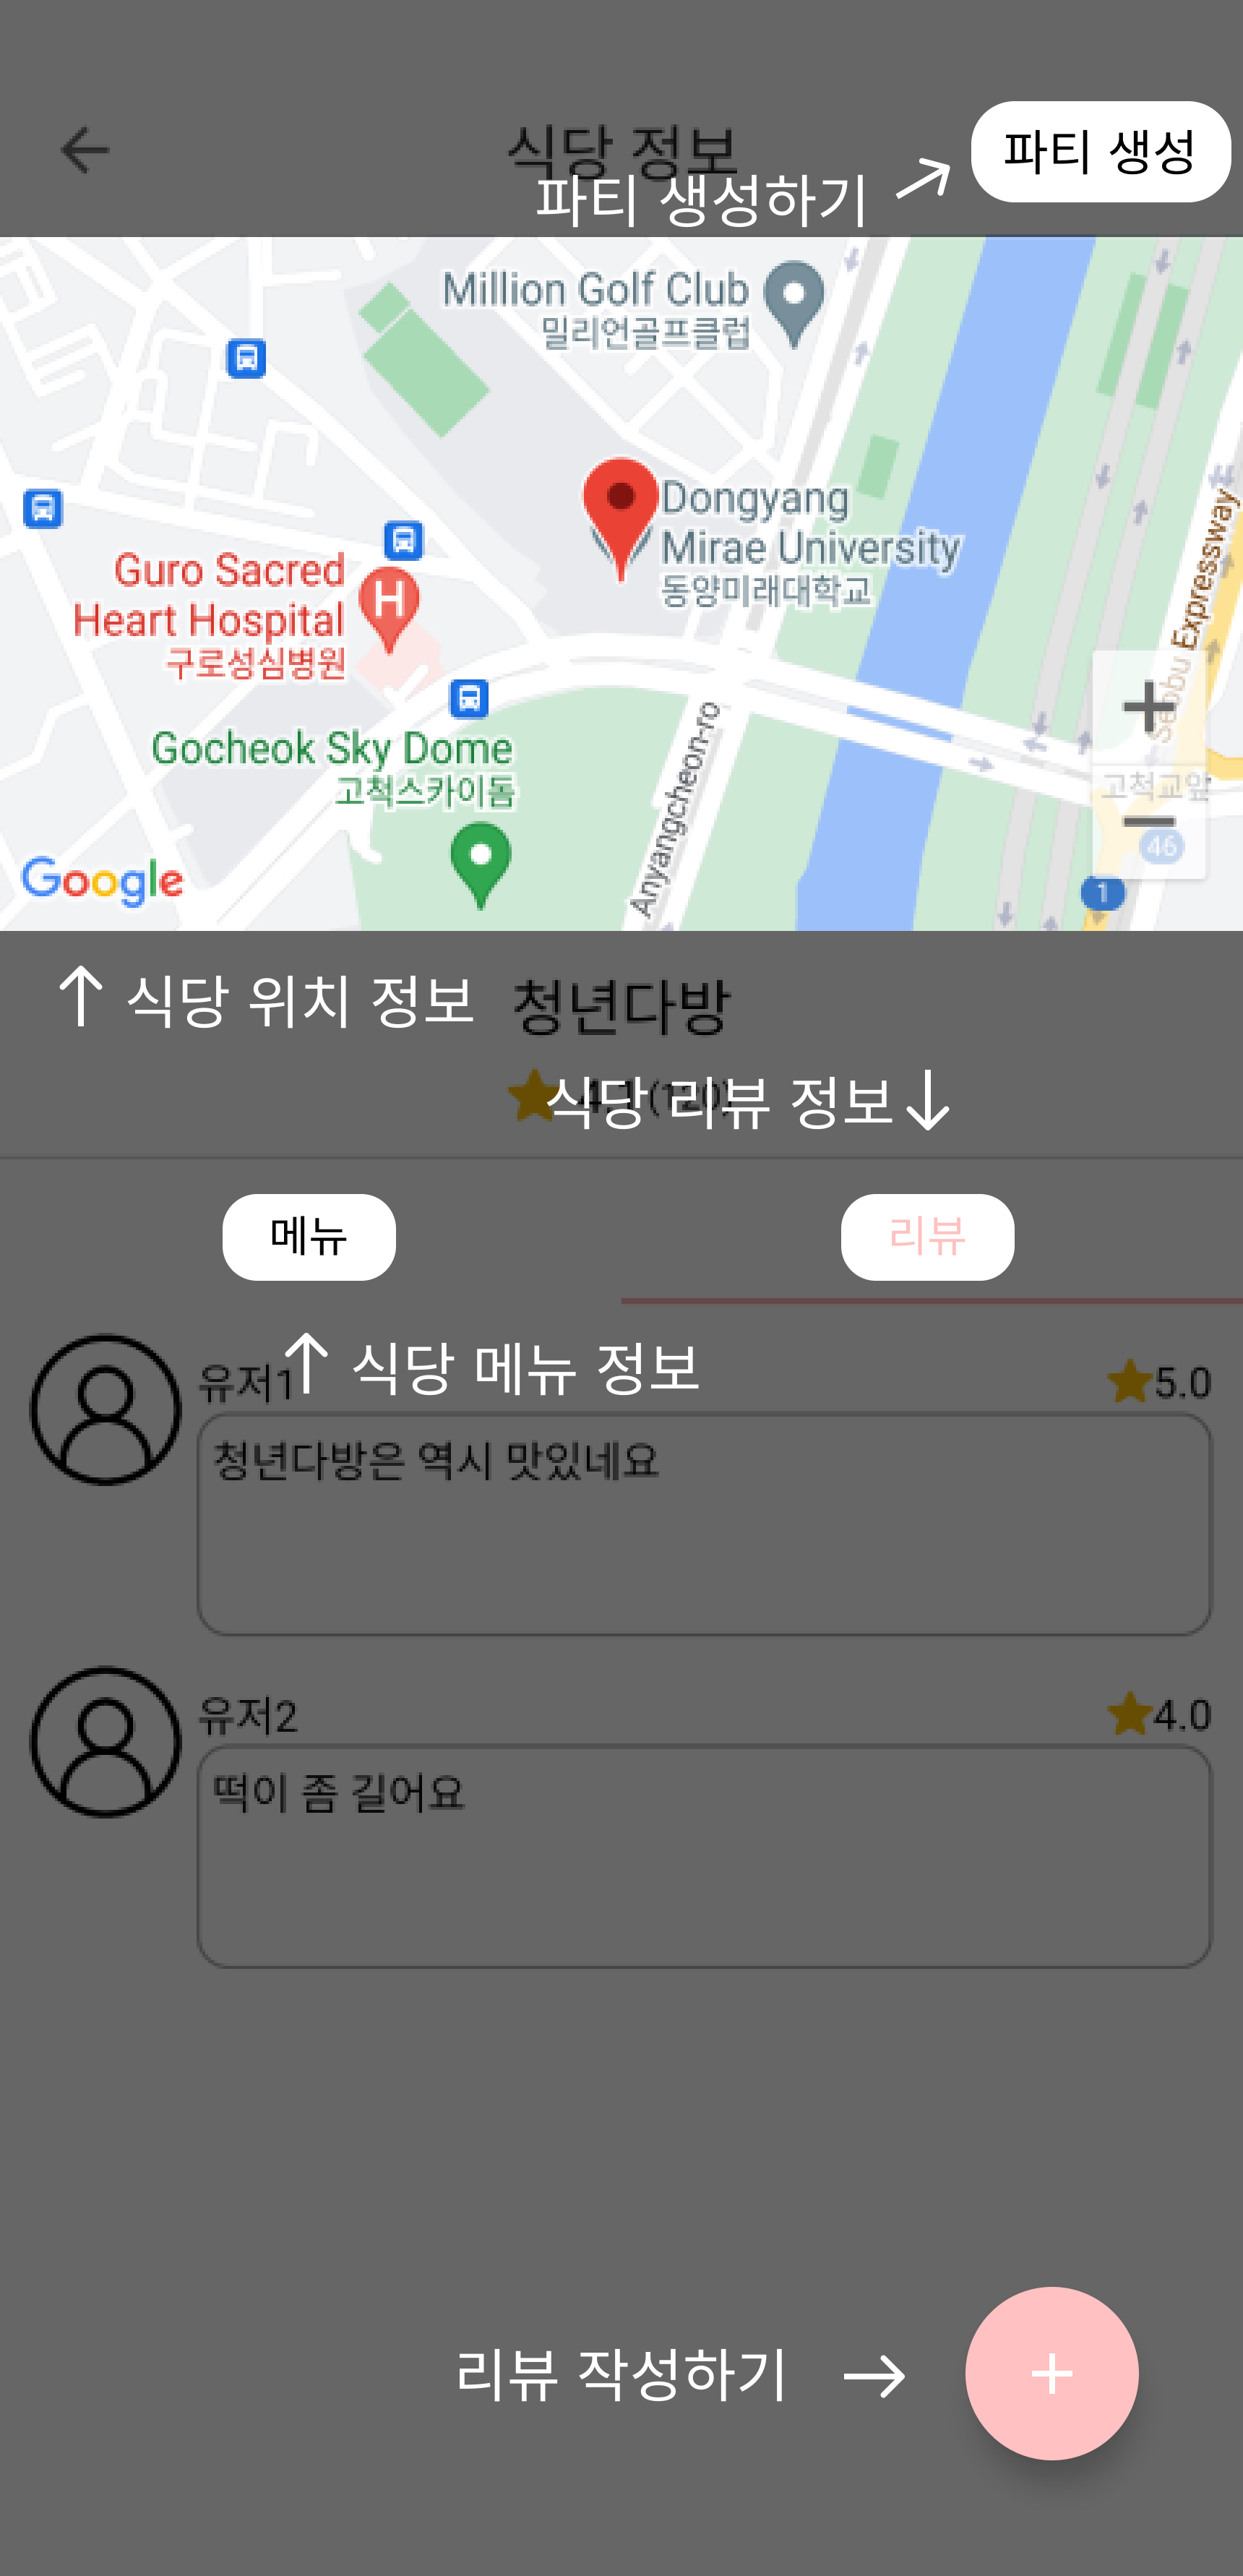 식당 정보
파티 생성
파티 생성하기
Million Golf Club
밀리언골프클럽
Dongyang
Mirae University
동양미래대학교
Guro Sacred
Heart Hospital
구로성심병원
Expressway
Gocheok Sky Dome
고척스카이돔
Anyangcheon-ro
고척교앞
46
1
Google
식당 위치 정보
청년다방
식당 리뷰 정보
메뉴
리뷰
식당 메뉴 정보
유저1
5.0
청년다방은 역시 맛있네요
유저2
4.0
떡이 좀 길어요
리뷰 작성하기